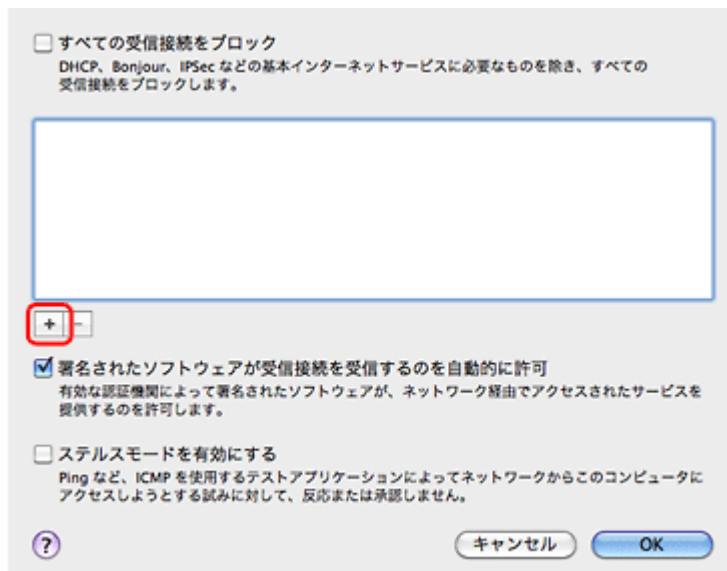 すべての受信接続をブロック
DHCP、Bonjour、IPSec などの基本インターネットサービスに必要なものを除き、すべての
受信接続をブロックします。
+ −
署名されたソフトウェアが受信接続を受信するのを自動的に許可
有効な認証機関によって署名されたソフトウェアが、ネットワーク経由でアクセスされたサービスを
提供するのを許可します。
ステルスモードを有効にする
Ping など、ICMP を使用するテストアプリケーションによってネットワークからこのコンピュータに
アクセスしようとする試みに対して、反応または承認しません。
? キャンセル OK